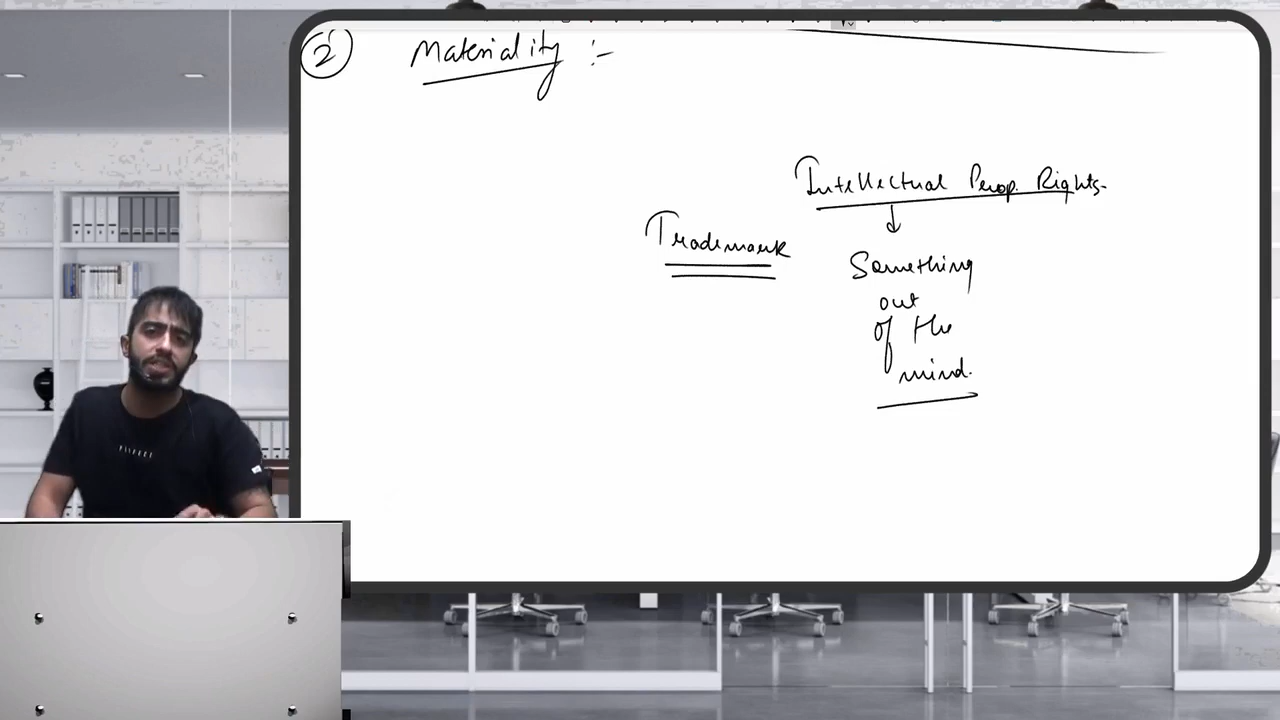 2
Materiality :-
Intellectual Prop. Rights.
Trademark
Something
out
of the
mind.